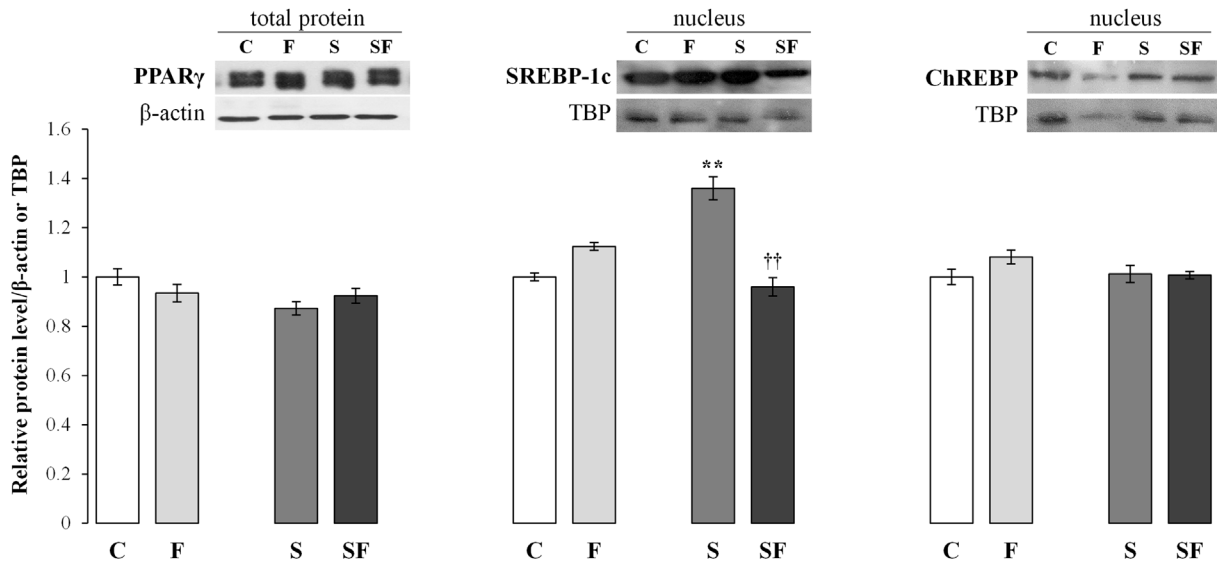 total protein
C F S SF
PPARγ
β-actin
nucleus
C F S SF
SREBP-1c
TBP
nucleus
C F S SF
ChREBP
TBP
Relative protein level/β-actin or TBP
1.6
1.4
1.2
1
0.8
0.6
0.4
0.2
0
**
††
C F S SF
C F S SF
C F S SF